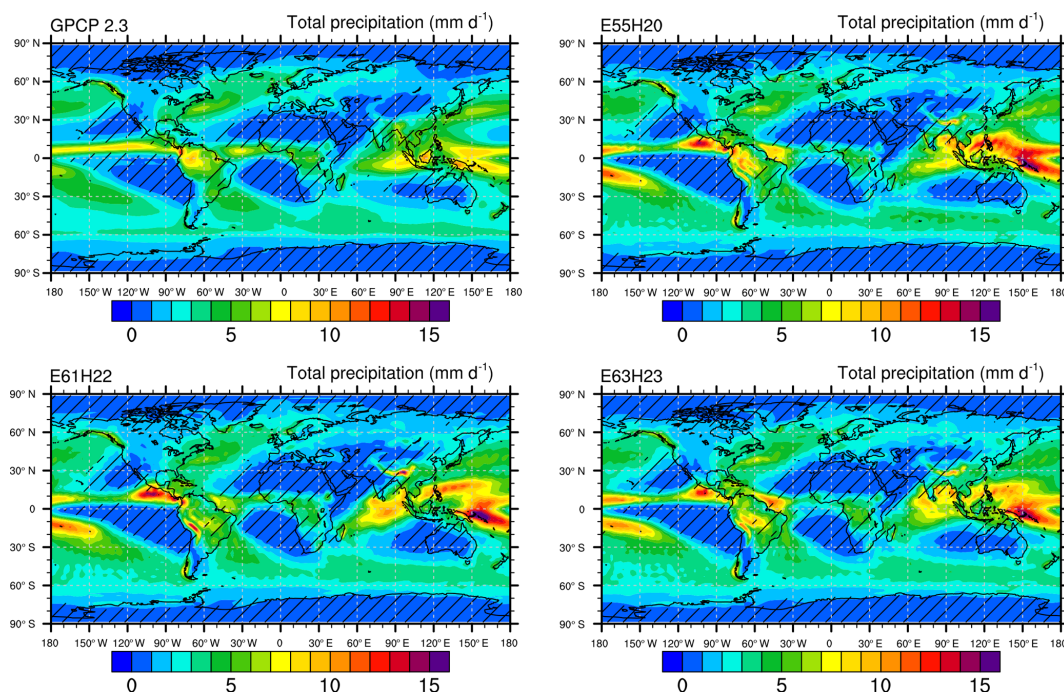 GPCP 2.3 Total precipitation (mm d⁻¹)
90° N
60° N
30° N
0
30° S
60° S
90° S
180 150° W 120° W 90° W 60° W 30° W 0 30° E 60° E 90° E 120° E 150° E 180
0 5 10 15
E55H20 Total precipitation (mm d⁻¹)
90° N
60° N
30° N
0
30° S
60° S
90° S
180 150° W 120° W 90° W 60° W 30° W 0 30° E 60° E 90° E 120° E 150° E 180
0 5 10 15
E61H22 Total precipitation (mm d⁻¹)
90° N
60° N
30° N
0
30° S
60° S
90° S
180 150° W 120° W 90° W 60° W 30° W 0 30° E 60° E 90° E 120° E 150° E 180
0 5 10 15
E63H23 Total precipitation (mm d⁻¹)
90° N
60° N
30° N
0
30° S
60° S
90° S
180 150° W 120° W 90° W 60° W 30° W 0 30° E 60° E 90° E 120° E 150° E 180
0 5 10 15